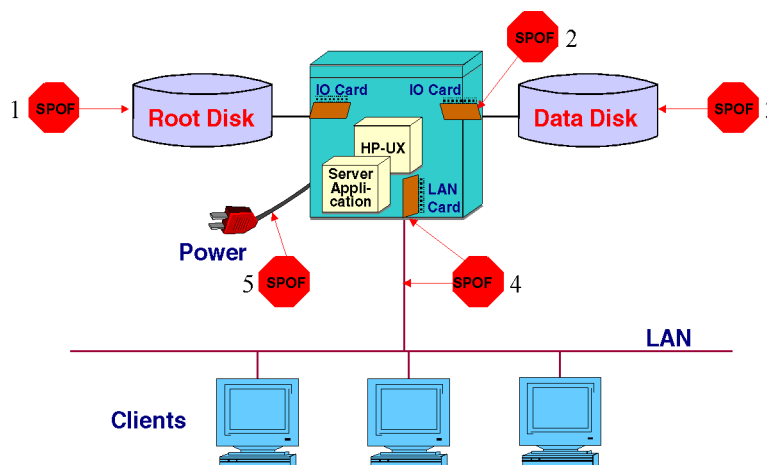 SPOF 2
IO Card
IO Card
1 SPOF
Root Disk
Data Disk
SPOF
HP-UX
Server
Appli-
cation
LAN
Card
Power
5 SPOF
SPOF 4
LAN
Clients